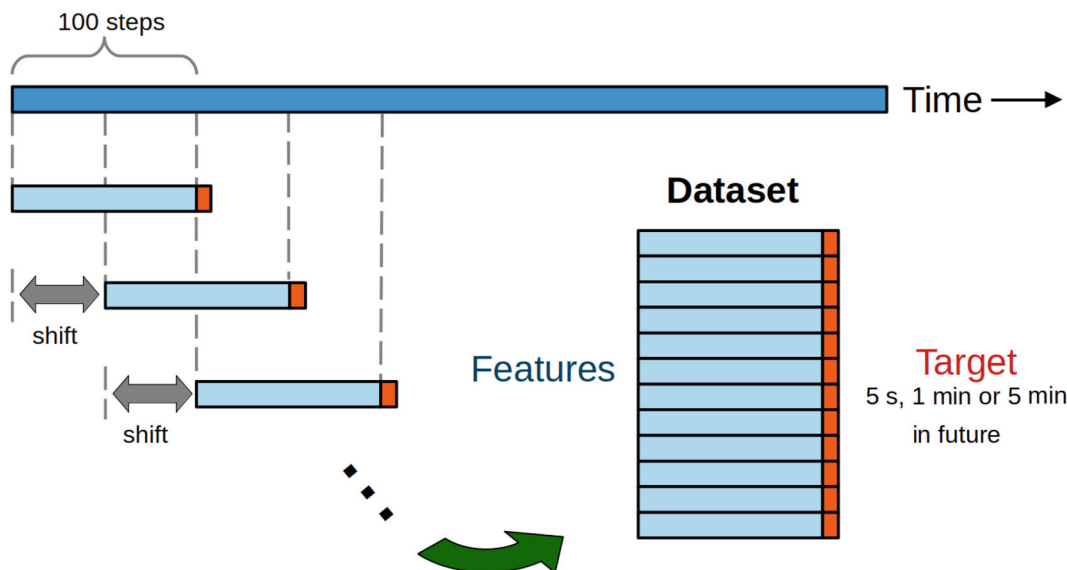 100 steps
Time
Dataset
shift
Features
Target
5 s, 1 min or 5 min
in future
shift